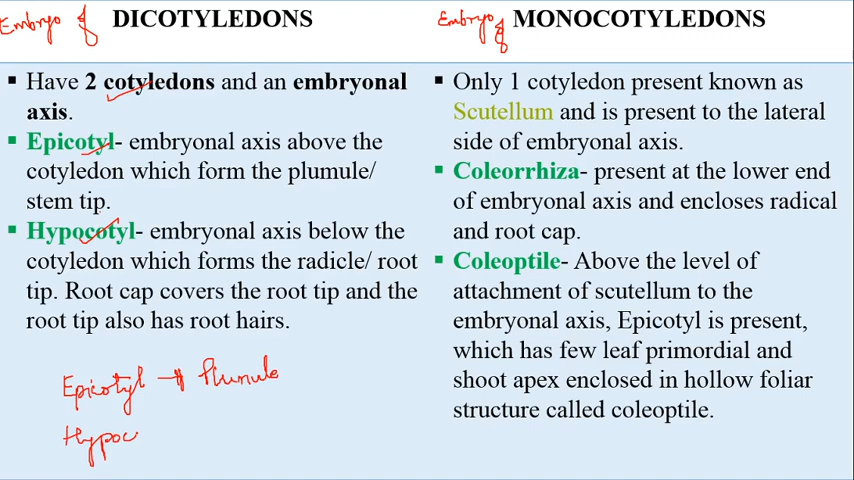 Embryo of DICOTYLEDONS
▪ Have 2 cotyledons and an embryonal
axis.
▪ Epicotyl- embryonal axis above the
cotyledon which form the plumule/
stem tip.
▪ Hypocotyl- embryonal axis below the
cotyledon which forms the radicle/ root
tip. Root cap covers the root tip and the
root tip also has root hairs.
Epicotyl → Plumule
Hypoc
Embryo of MONOCOTYLEDONS
▪ Only 1 cotyledon present known as
Scutellum and is present to the lateral
side of embryonal axis.
▪ Coleorrhiza- present at the lower end
of embryonal axis and encloses radical
and root cap.
▪ Coleoptile- Above the level of
attachment of scutellum to the
embryonal axis, Epicotyl is present,
which has few leaf primordial and
shoot apex enclosed in hollow foliar
structure called coleoptile.